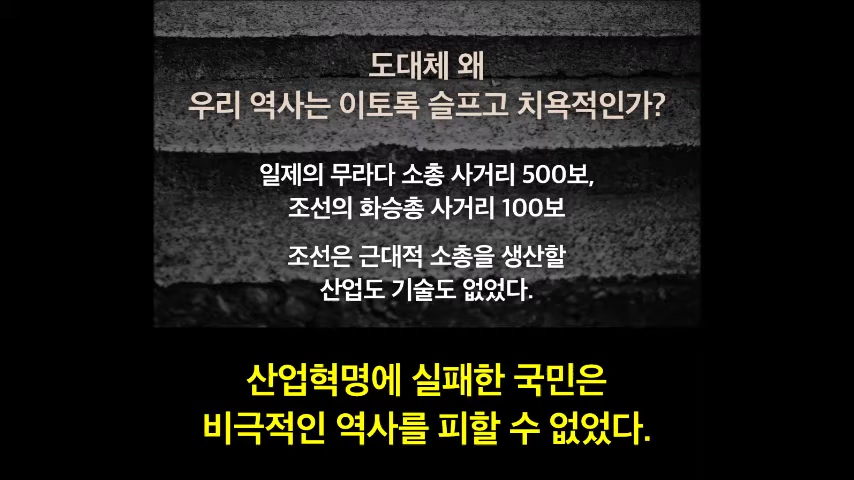 도대체 왜
우리 역사는 이토록 슬프고 치욕적인가?
일제의 무라다 소총 사거리 500보,
조선의 화승총 사거리 100보
조선은 근대적 소총을 생산할
산업도 기술도 없었다.
산업혁명에 실패한 국민은
비극적인 역사를 피할 수 없었다.